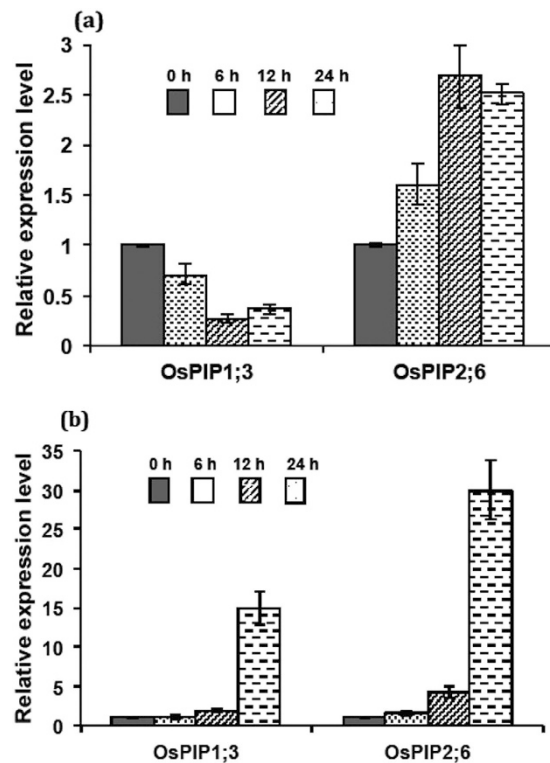 (a)
3
2.5
2
1.5
1
0.5
0
Relative expression level
0 h 6 h 12 h 24 h
OsPIP1;3 OsPIP2;6
(b)
35
30
25
20
15
10
5
0
Relative expression level
0 h 6 h 12 h 24 h
OsPIP1;3 OsPIP2;6